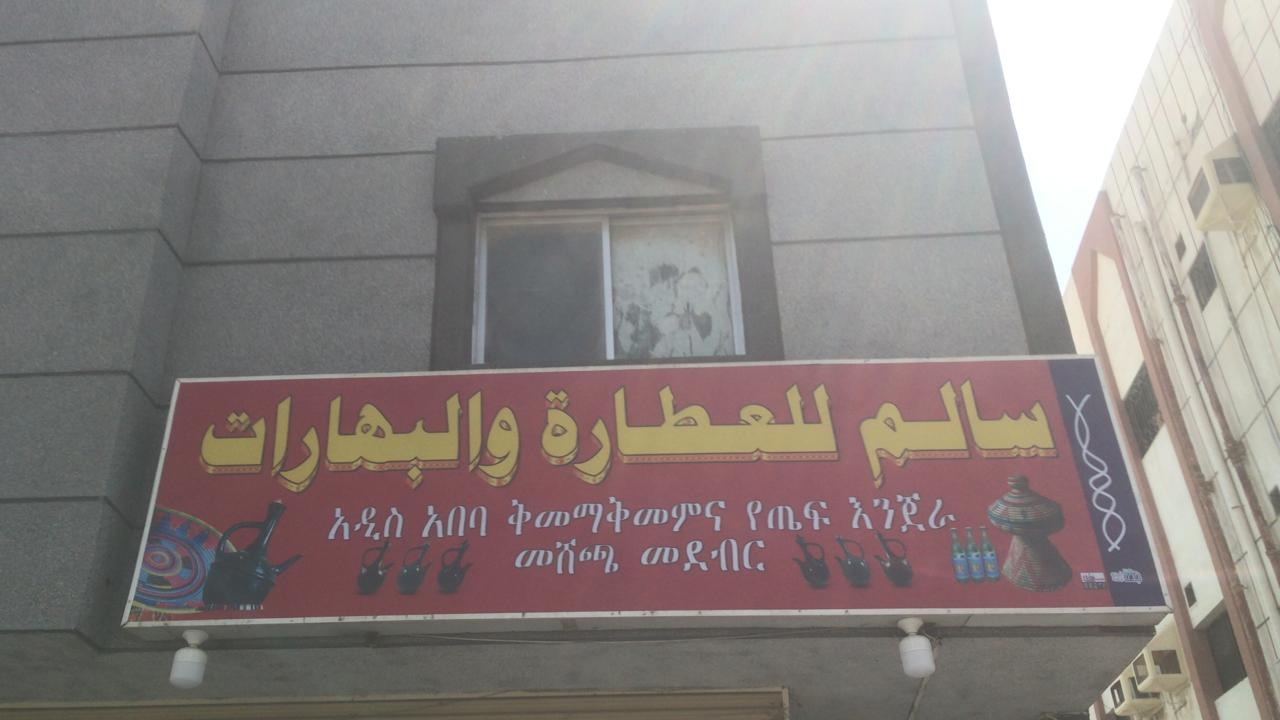 سالم للعطارة والبهارات
አዲስ አበባ ቅመማቅመምና የጤፍ እንጀራ
መሸጫ መደብር